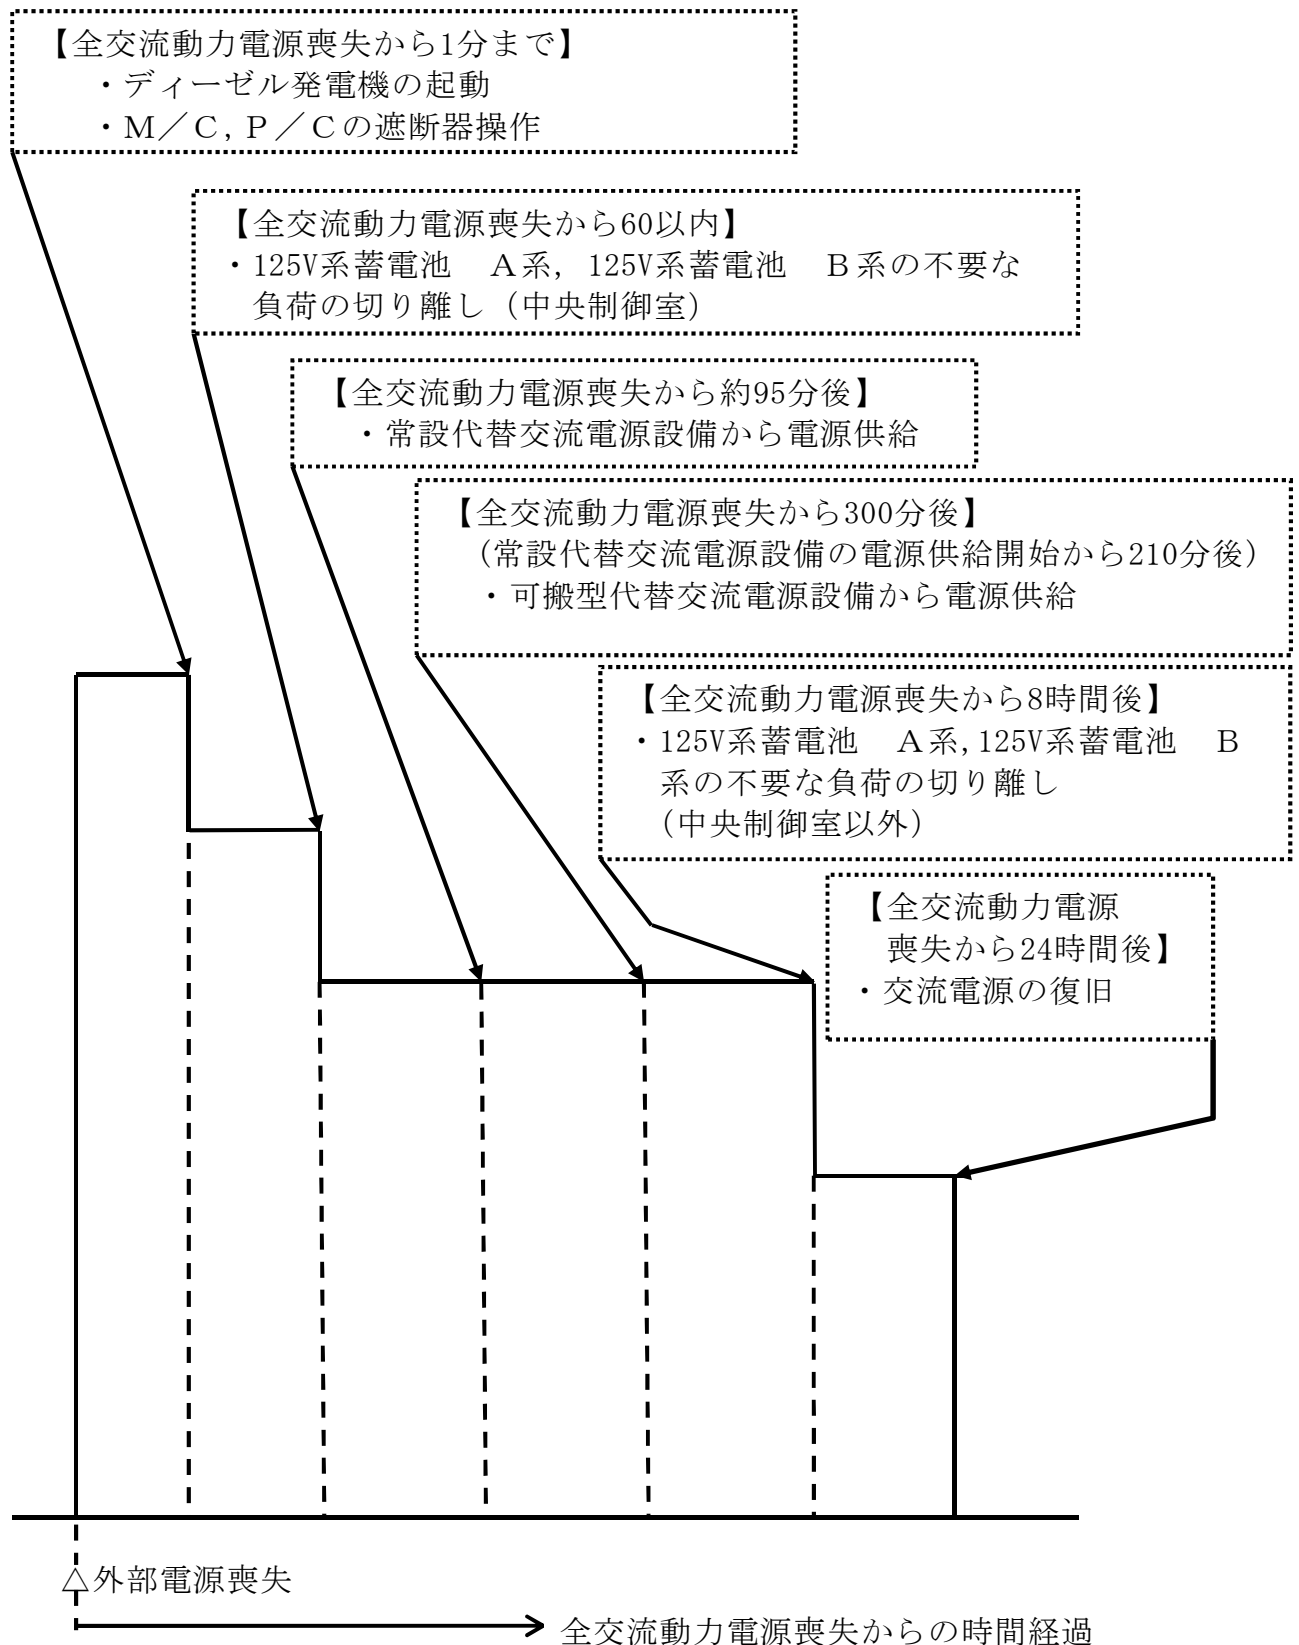 【全交流動力電源喪失から1分まで】
・ディーゼル発電機の起動
・M／C，P／Cの遮断器操作
【全交流動力電源喪失から60以内】
・125V系蓄電池　A系，125V系蓄電池　B系の不要な
負荷の切り離し（中央制御室）
【全交流動力電源喪失から約95分後】
・常設代替交流電源設備から電源供給
【全交流動力電源喪失から300分後】
（常設代替交流電源設備の電源供給開始から210分後）
・可搬型代替交流電源設備から電源供給
【全交流動力電源喪失から8時間後】
・125V系蓄電池　A系，125V系蓄電池　B
系の不要な負荷の切り離し
（中央制御室以外）
【全交流動力電源
喪失から24時間後】
・交流電源の復旧
△外部電源喪失
全交流動力電源喪失からの時間経過